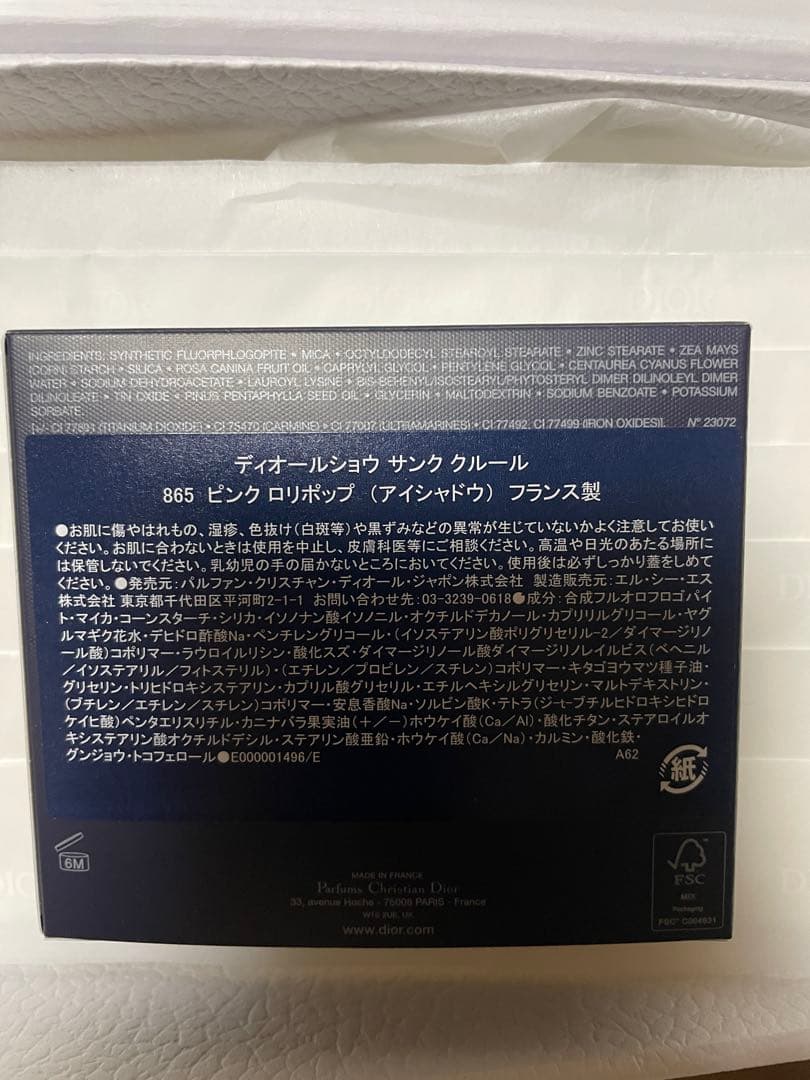 INGREDIENTS: SYNTHETIC FLUORPHLOGOPITE • MICA • OCTYLDODECYL STEAROYL STEARATE • ZINC STEARATE • ZEA MAYS
(CORN) STARCH • SILICA • ROSA CANINA FRUIT OIL • CAPRYLYL GLYCOL • PENTYLENE GLYCOL • CENTAUREA CYANUS FLOWER
WATER • SODIUM DEHYDROACETATE • LAUROYL LYSINE • BIS-BEHENYL/ISOSTEARYL/PHYTOSTERYL DIMER DILINOLEYL DIMER
DILINOLEATE • TIN OXIDE • PINUS PENTAPHYLLA SEED OIL • GLYCERIN • MALTODEXTRIN • SODIUM BENZOATE • POTASSIUM
SORBATE
[+/- CI 77891 (TITANIUM DIOXIDE) • CI 75470 (CARMINE) • CI 77007 (ULTRAMARINES) • CI 77492, CI 77499 (IRON OXIDES)]. N° 23072
ディオールショウ サンク クルール
865 ピンク ロリポップ (アイシャドウ) フランス製
●お肌に傷やはれもの、湿疹、色抜け(白斑等)や黒ずみなどの異常が生じていないかよく注意してお使い
ください。お肌に合わないときは使用を中止し、皮膚科医等にご相談ください。高温や日光のあたる場所に
は保管しないでください。乳幼児の手の届かないところにおいてください。使用後は必ずしっかり蓋をしめて
ください。●発売元:パルファン・クリスチャン・ディオール・ジャポン株式会社 製造販売元:エル・シー・エス
株式会社 東京都千代田区平河町2-1-1 お問い合わせ先:03-3239-0618●成分:合成フルオロフロゴパイ
ト・マイカ・コーンスターチ・シリカ・イソノナン酸イソノニル・オクチルドデカノール・カプリリルグリコール・ヤグ
ルマギク花水・デヒドロ酢酸Na・ペンチレングリコール・(イソステアリン酸ポリグリセリル-2/ダイマージリノ
ール酸)コポリマー・ラウロイルリシン・酸化スズ・ダイマージリノール酸ダイマージリノレイルビス(ベヘニル
/イソステアリル/フィトステリル)・(エチレン/プロピレン/スチレン)コポリマー・キタゴヨウマツ種子油・
グリセリン・トリヒドロキシステアリン・カプリル酸グリセリル・エチルヘキシルグリセリン・マルトデキストリン・
(ブチレン/エチレン/スチレン)コポリマー・安息香酸Na・ソルビン酸K・テトラ(ジ-t-ブチルヒドロキシヒドロ
ケイヒ酸)ペンタエリスリチル・カニナバラ果実油(+/-)ホウケイ酸(Ca/Al)・酸化チタン・ステアロイルオ
キシステアリン酸オクチルドデシル・ステアリン酸亜鉛・ホウケイ酸(Ca/Na)・カルミン・酸化鉄・
グンジョウ・トコフェロール●E000001496/E A62
紙
6M
MADE IN FRANCE
Parfums Christian Dior
33, avenue Hoche - 75008 PARIS - France
W1S 2UE, UK
www.dior.com
FSC
MIX
Packaging
FSC® C004631